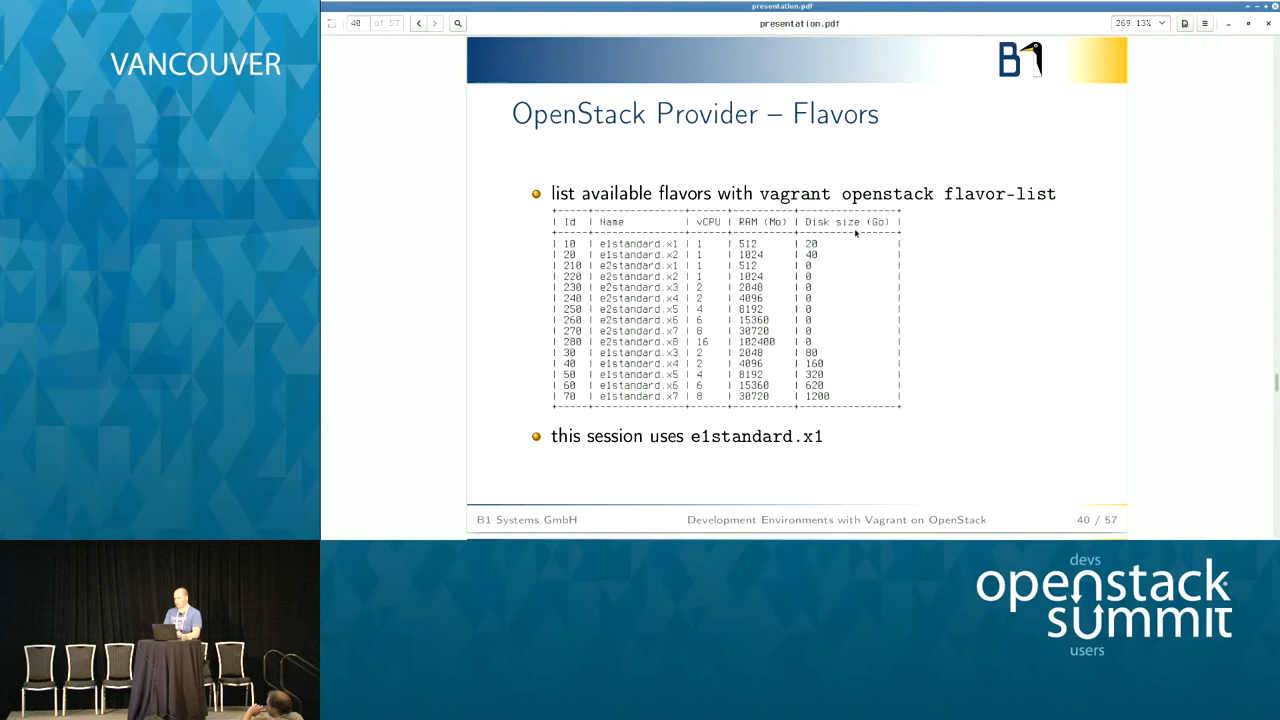 presentation.pdf
40 of 57
presentation.pdf
269.13%
VANCOUVER
B1
OpenStack Provider – Flavors
list available flavors with vagrant openstack flavor-list
| Id | Name | vCPU | RAM (Mo) | Disk size (Go) |
| 10 | e1standard.x1 | 1 | 512 | 20 |
| 20 | e1standard.x2 | 1 | 1024 | 40 |
| 210 | e2standard.x1 | 1 | 512 | 0 |
| 220 | e2standard.x2 | 1 | 1024 | 0 |
| 230 | e2standard.x3 | 2 | 2048 | 0 |
| 240 | e2standard.x4 | 2 | 4096 | 0 |
| 250 | e2standard.x5 | 4 | 8192 | 0 |
| 260 | e2standard.x6 | 6 | 15360 | 0 |
| 270 | e2standard.x7 | 8 | 30720 | 0 |
| 280 | e2standard.x8 | 16 | 102400 | 0 |
| 30 | e1standard.x3 | 2 | 2048 | 80 |
| 40 | e1standard.x4 | 2 | 4096 | 160 |
| 50 | e1standard.x5 | 4 | 8192 | 320 |
| 60 | e1standard.x6 | 6 | 15360 | 620 |
| 70 | e1standard.x7 | 8 | 30720 | 1200 |
this session uses e1standard.x1
B1 Systems GmbH Development Environments with Vagrant on OpenStack 40 / 57
devs
openstack
summit
users